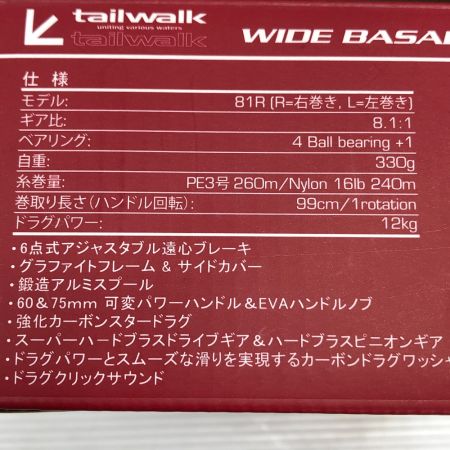 tailwalk
uniting various waters
tailwalk
WIDE BASAL
仕様
モデル: 81R (R=右巻き, L=左巻き)
ギア比: 8.1:1
ベアリング: 4 Ball bearing +1
自重: 330g
糸巻量: PE3号 260m/Nylon 16lb 240m
巻取り長さ(ハンドル回転): 99cm/1rotation
ドラグパワー: 12kg
・6点式アジャスタブル遠心ブレーキ
・グラファイトフレーム & サイドカバー
・鍛造アルミスプール
・60&75mm 可変パワーハンドル&EVAハンドルノブ
・強化カーボンスタードラグ
・スーパーハードブラスドライブギア&ハードブラスピニオンギア
・ドラグパワーとスムーズな滑りを実現するカーボンドラグワッシャ
・ドラグクリックサウンド